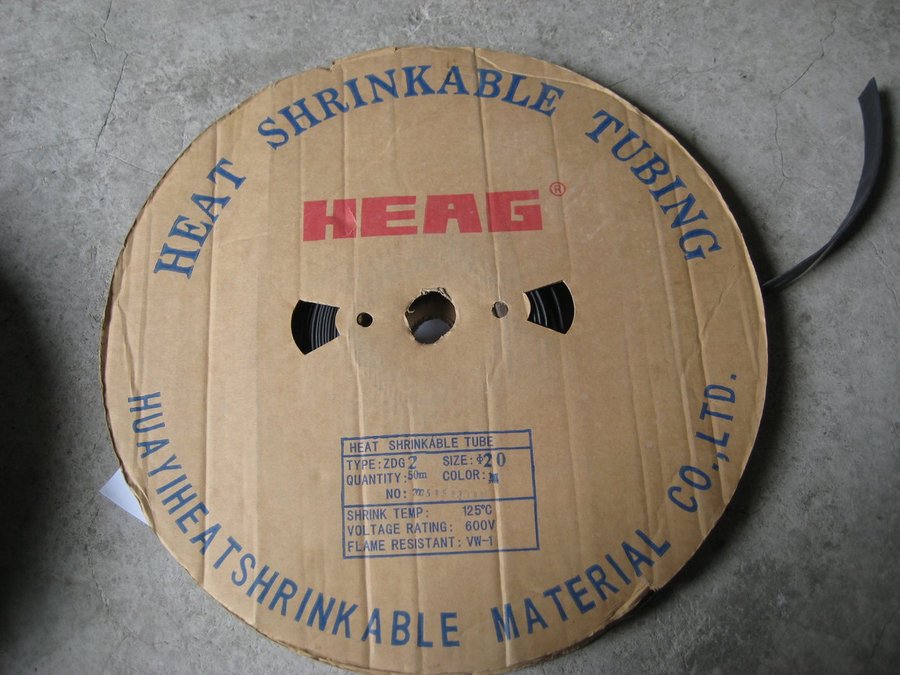 HEAT SHRINKABLE TUBING
HEAG®
HEAT SHRINKABLE TUBE
TYPE:ZDG 2 SIZE:Φ20
QUANTITY:50m COLOR:黑
NO:
SHRINK TEMP: 125℃
VOLTAGE RATING: 600V
FLAME RESISTANT: VW-1
HUAYIHEATSHRINKABLE MATERIAL CO.,LTD.